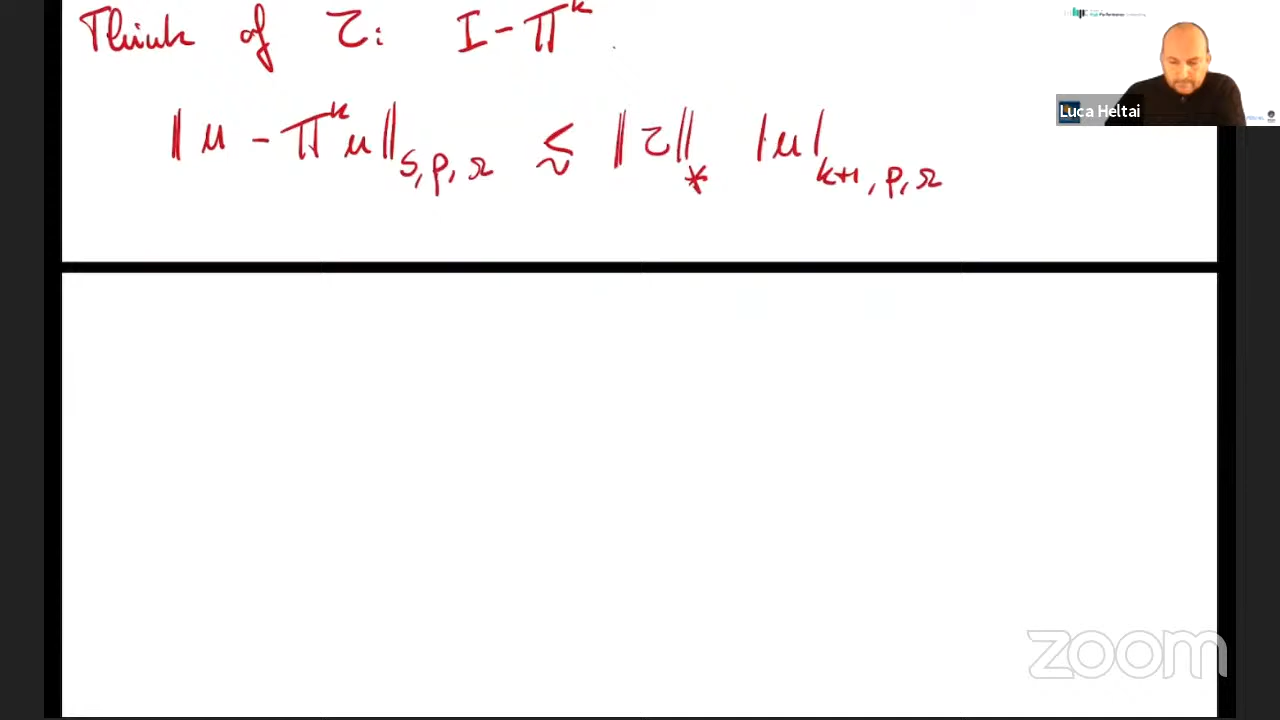 Think of τ: I - Π^k
‖u - Π^k u‖_{s,p,Ω} ≲ ‖τ‖_* |u|_{k+1,p,Ω}
Luca Heltai
zoom